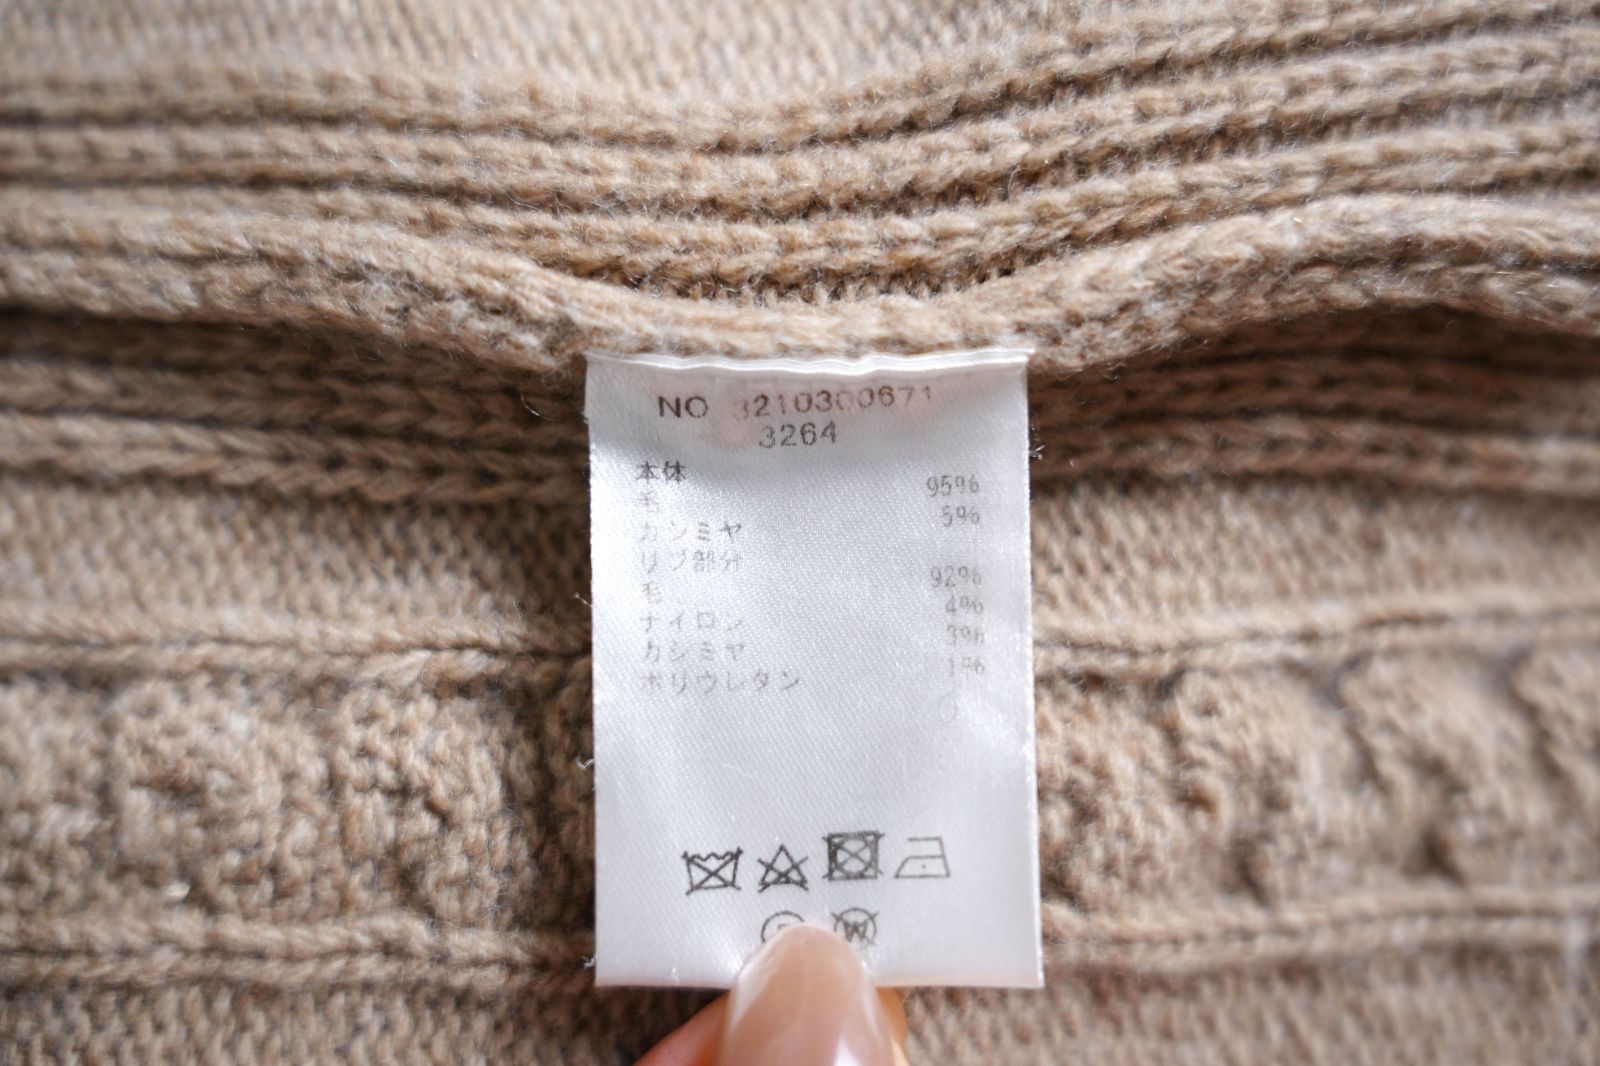 NO 3210300671
3264
本体
毛 95%
カシミヤ 5%
リブ部分
毛 92%
ナイロン 4%
カシミヤ 3%
ポリウレタン 1%
W